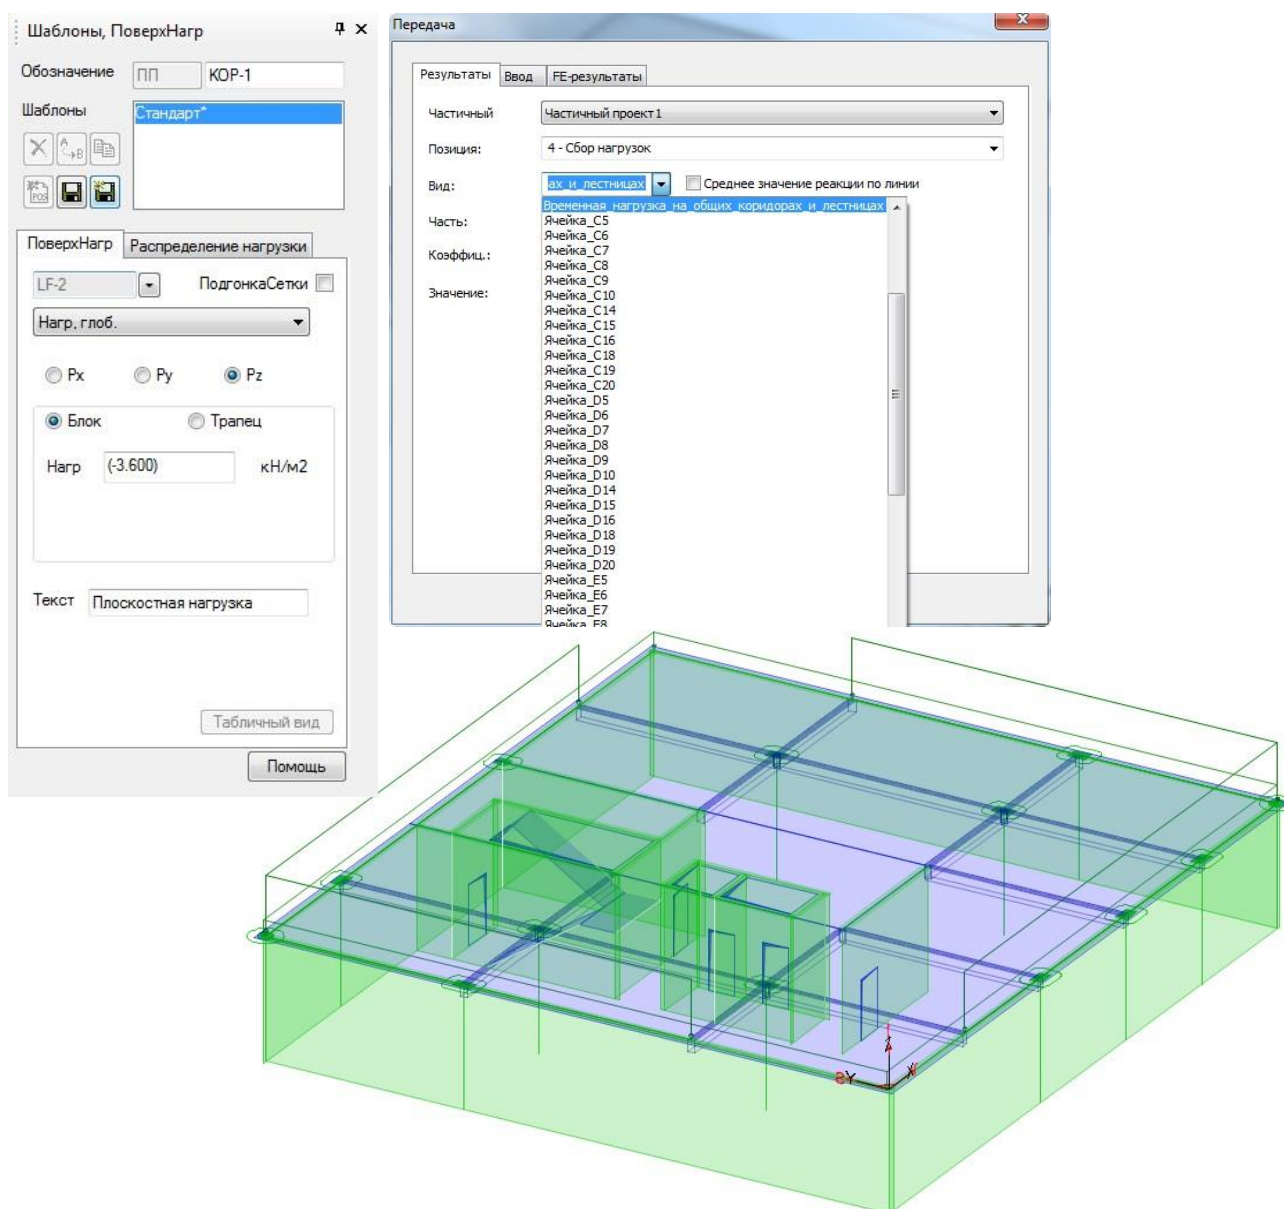 Шаблоны, ПоверхНагр
Обозначение ПП КОР-1
Шаблоны Стандарт*
A B
POS
ПоверхНагр Распределение нагрузки
LF-2 ПодгонкаСетки
Нагр, глоб.
Px Py Pz
Блок Трапец
Нагр (-3.600) кН/м2
Текст Плоскостная нагрузка
Табличный вид
Помощь
Передача
Результаты Ввод FE-результаты
Частичный Частичный проект1
Позиция: 4 - Сбор нагрузок
Вид: ах_и_лестницах Среднее значение реакции по линии
Часть:
Коэффиц.:
Значение:
Временная_нагрузка_на_общих_коридорах_и_лестницах
Ячейка_C5
Ячейка_C6
Ячейка_C7
Ячейка_C8
Ячейка_C9
Ячейка_C10
Ячейка_C14
Ячейка_C15
Ячейка_C16
Ячейка_C18
Ячейка_C19
Ячейка_C20
Ячейка_D5
Ячейка_D6
Ячейка_D7
Ячейка_D8
Ячейка_D9
Ячейка_D10
Ячейка_D14
Ячейка_D15
Ячейка_D16
Ячейка_D18
Ячейка_D19
Ячейка_D20
Ячейка_E5
Ячейка_E6
Ячейка_E7
Ячейка_E8
Y
X